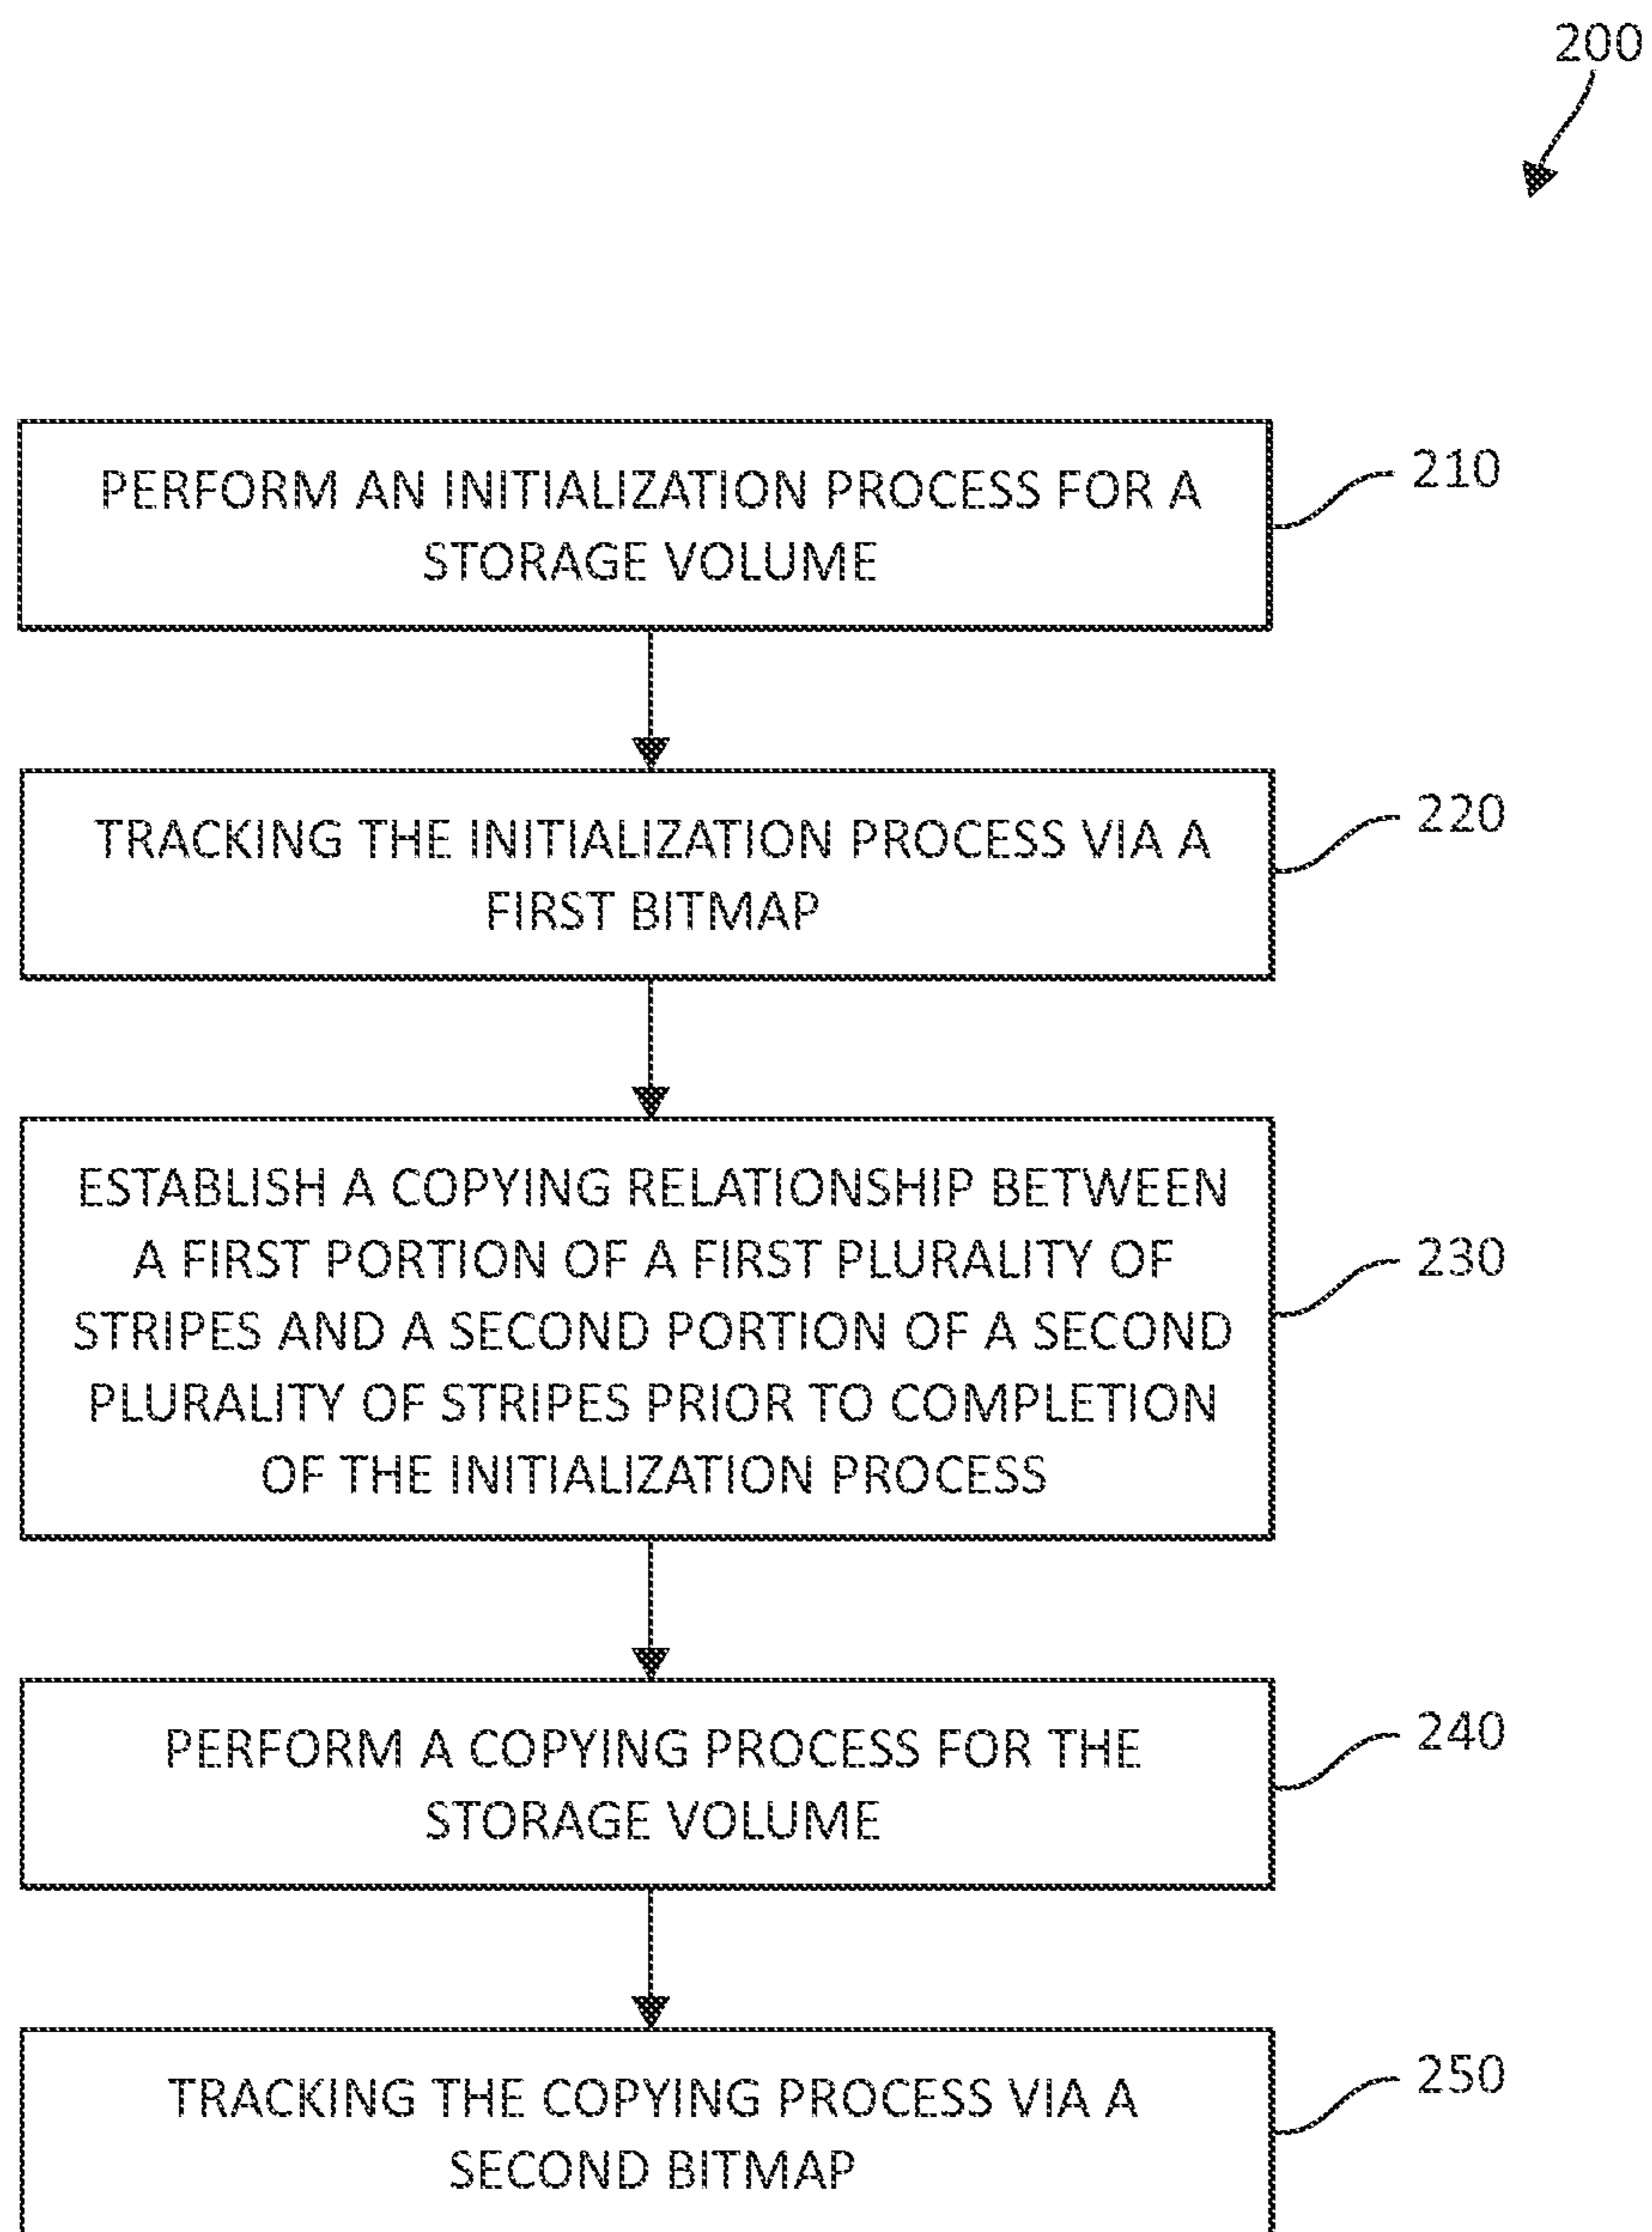 200
PERFORM AN INITIALIZATION PROCESS FOR A
STORAGE VOLUME
210
TRACKING THE INITIALIZATION PROCESS VIA A
FIRST BITMAP
220
ESTABLISH A COPYING RELATIONSHIP BETWEEN
A FIRST PORTION OF A FIRST PLURALITY OF
STRIPES AND A SECOND PORTION OF A SECOND
PLURALITY OF STRIPES PRIOR TO COMPLETION
OF THE INITIALIZATION PROCESS
230
PERFORM A COPYING PROCESS FOR THE
STORAGE VOLUME
240
TRACKING THE COPYING PROCESS VIA A
SECOND BITMAP
250